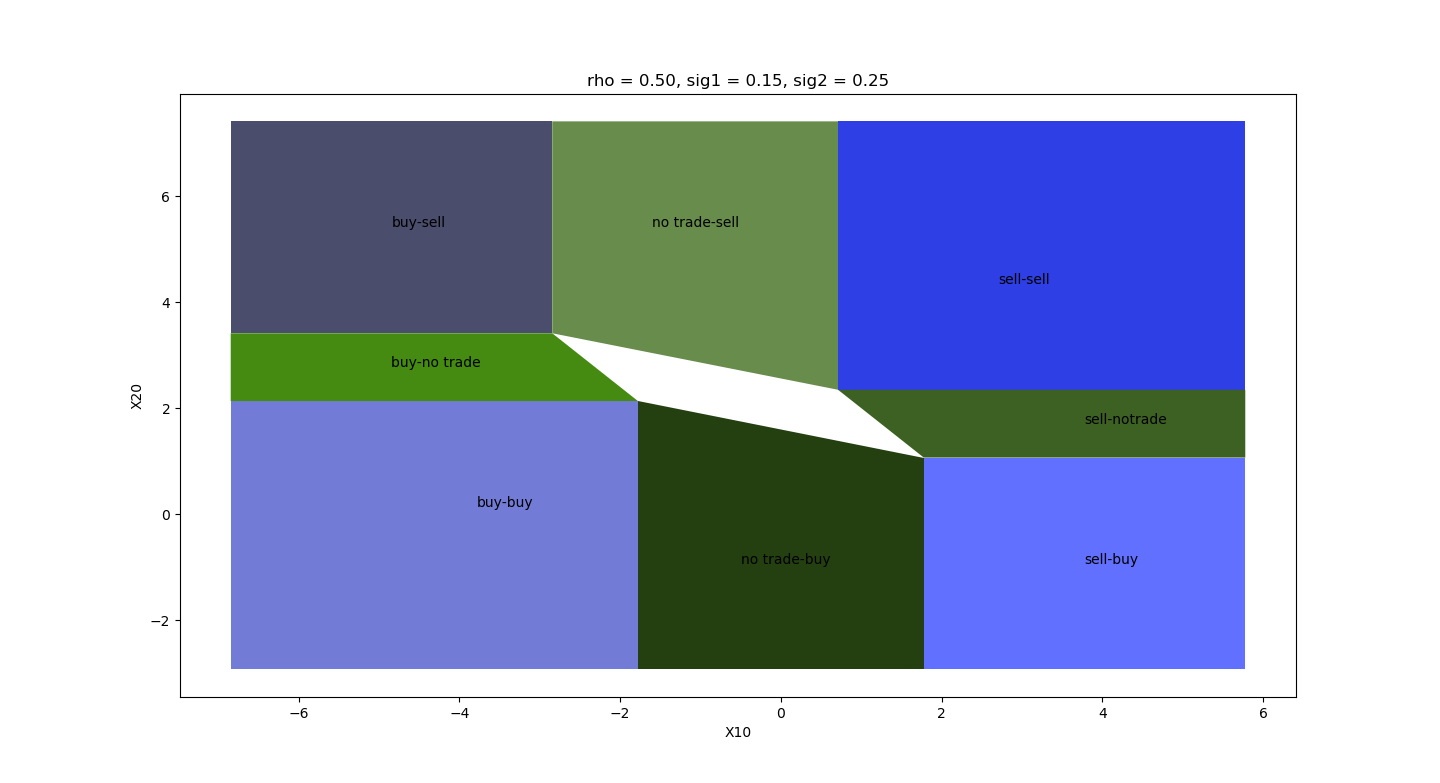 rho = 0.50, sig1 = 0.15, sig2 = 0.25
buy-sell
no trade-sell
sell-sell
buy-no trade
sell-notrade
buy-buy
no trade-buy
sell-buy
X20
6
4
2
0
−2
−6
−4
−2
0
2
4
6
X10